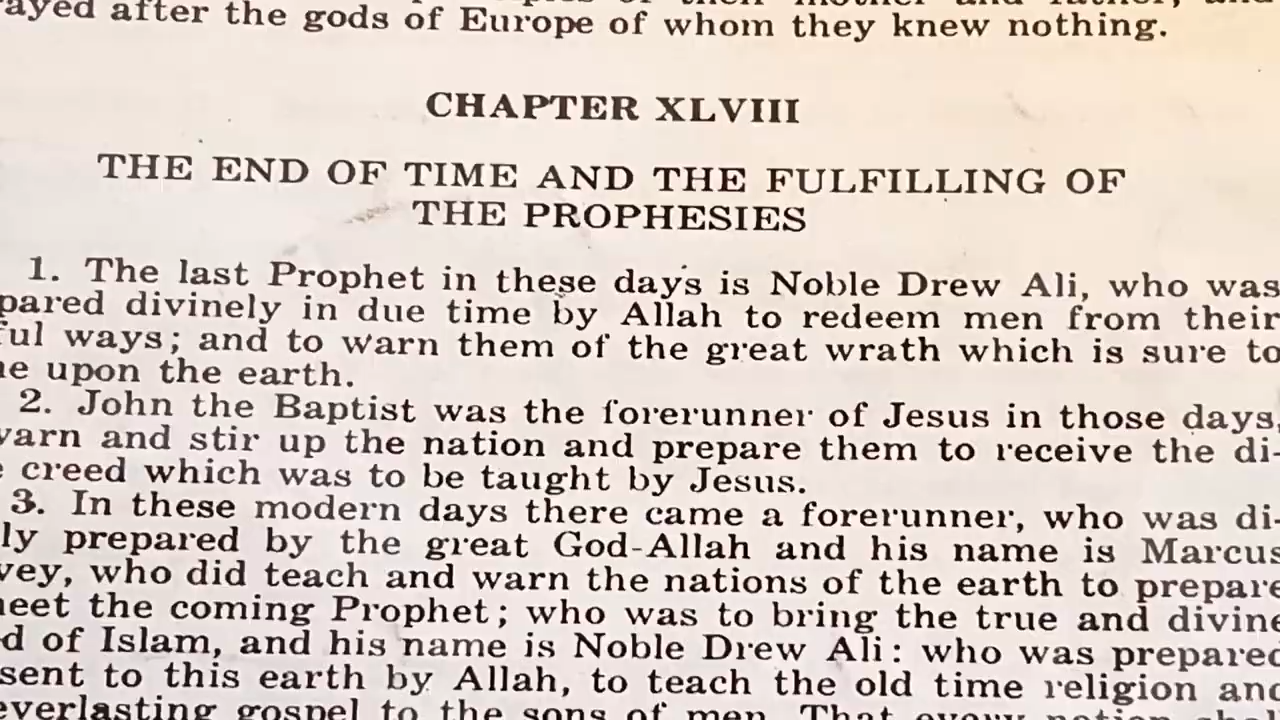 rayed after the gods of Europe of whom they knew nothing.
CHAPTER XLVIII
THE END OF TIME AND THE FULFILLING OF
THE PROPHESIES
1. The last Prophet in these days is Noble Drew Ali, who was
pared divinely in due time by Allah to redeem men from their
ful ways; and to warn them of the great wrath which is sure to
e upon the earth.
2. John the Baptist was the forerunner of Jesus in those days,
warn and stir up the nation and prepare them to receive the di-
creed which was to be taught by Jesus.
3. In these modern days there came a forerunner, who was di-
ly prepared by the great God-Allah and his name is Marcus
vey, who did teach and warn the nations of the earth to prepare
eet the coming Prophet; who was to bring the true and divine
d of Islam, and his name is Noble Drew Ali: who was prepared
sent to this earth by Allah, to teach the old time religion and
everlasting gospel to the sons of men. That every nation shall